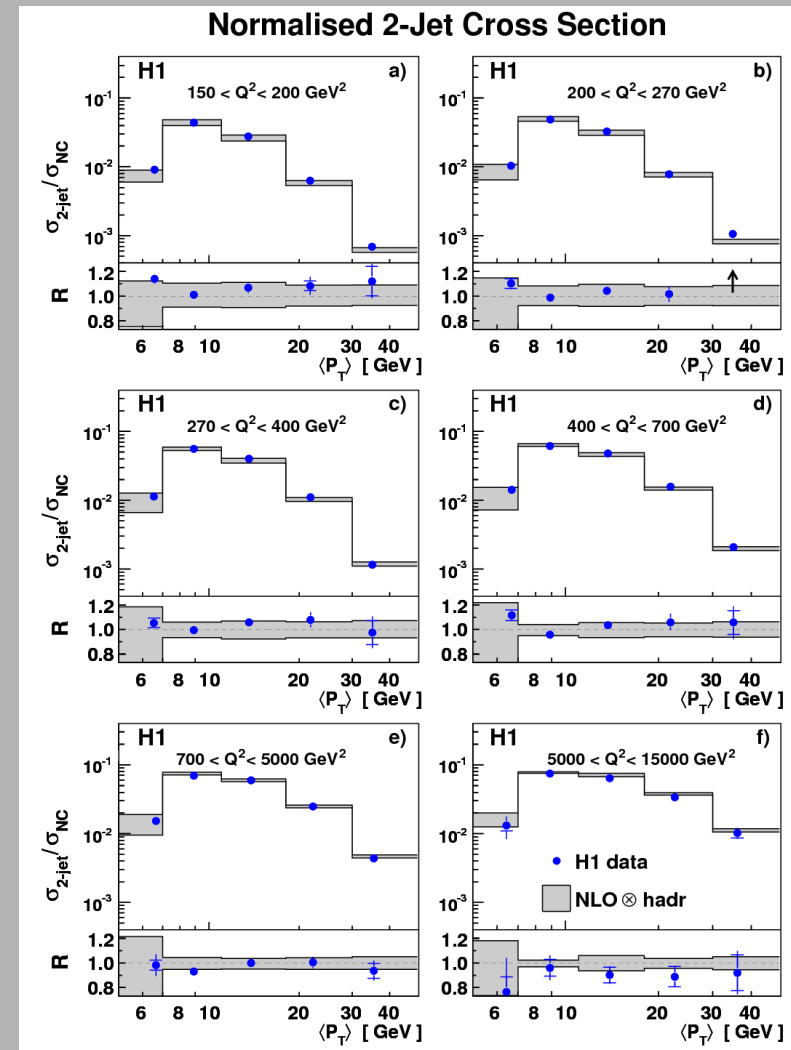 Normalised 2-Jet Cross Section
H1 a)
150 < Q² < 200 GeV²
10⁻¹
10⁻²
10⁻³
σ₂₋jet/σNC
1.2
1.0
0.8
R
6 8 10 20 30 40
⟨P_T⟩ [ GeV ]
H1 b)
200 < Q² < 270 GeV²
10⁻¹
10⁻²
10⁻³
1.2
1.0
0.8
6 8 10 20 30 40
⟨P_T⟩ [ GeV ]
H1 c)
270 < Q² < 400 GeV²
10⁻¹
10⁻²
10⁻³
σ₂₋jet/σNC
1.2
1.0
0.8
R
6 8 10 20 30 40
⟨P_T⟩ [ GeV ]
H1 d)
400 < Q² < 700 GeV²
10⁻¹
10⁻²
10⁻³
1.2
1.0
0.8
6 8 10 20 30 40
⟨P_T⟩ [ GeV ]
H1 e)
700 < Q² < 5000 GeV²
10⁻¹
10⁻²
10⁻³
σ₂₋jet/σNC
1.2
1.0
0.8
R
6 8 10 20 30 40
⟨P_T⟩ [ GeV ]
H1 f)
5000 < Q² < 15000 GeV²
10⁻¹
10⁻²
10⁻³
H1 data
NLO ⊗ hadr
1.2
1.0
0.8
6 8 10 20 30 40
⟨P_T⟩ [ GeV ]